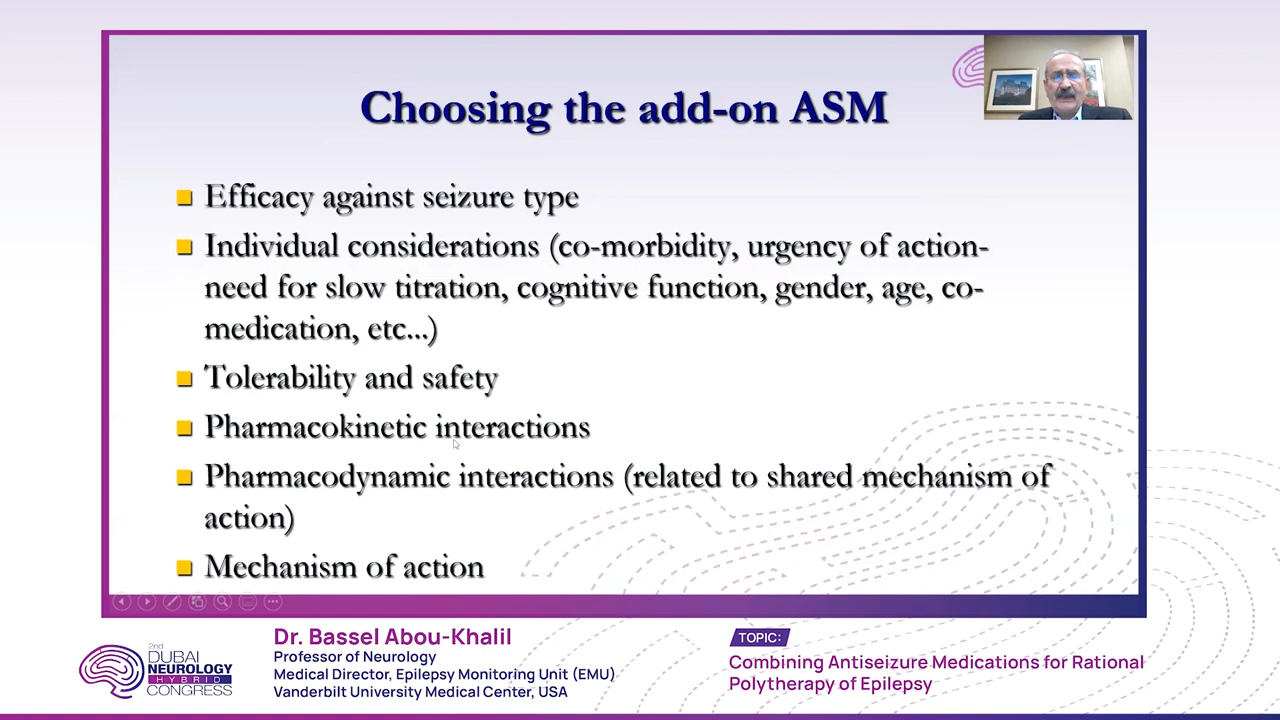 Choosing the add-on ASM
Efficacy against seizure type
Individual considerations (co-morbidity, urgency of action-
need for slow titration, cognitive function, gender, age, co-
medication, etc...)
Tolerability and safety
Pharmacokinetic interactions
Pharmacodynamic interactions (related to shared mechanism of
action)
Mechanism of action
2nd
DUBAI
NEUROLOGY
HYBRID
CONGRESS
Dr. Bassel Abou-Khalil
Professor of Neurology
Medical Director, Epilepsy Monitoring Unit (EMU)
Vanderbilt University Medical Center, USA
TOPIC:
Combining Antiseizure Medications for Rational
Polytherapy of Epilepsy